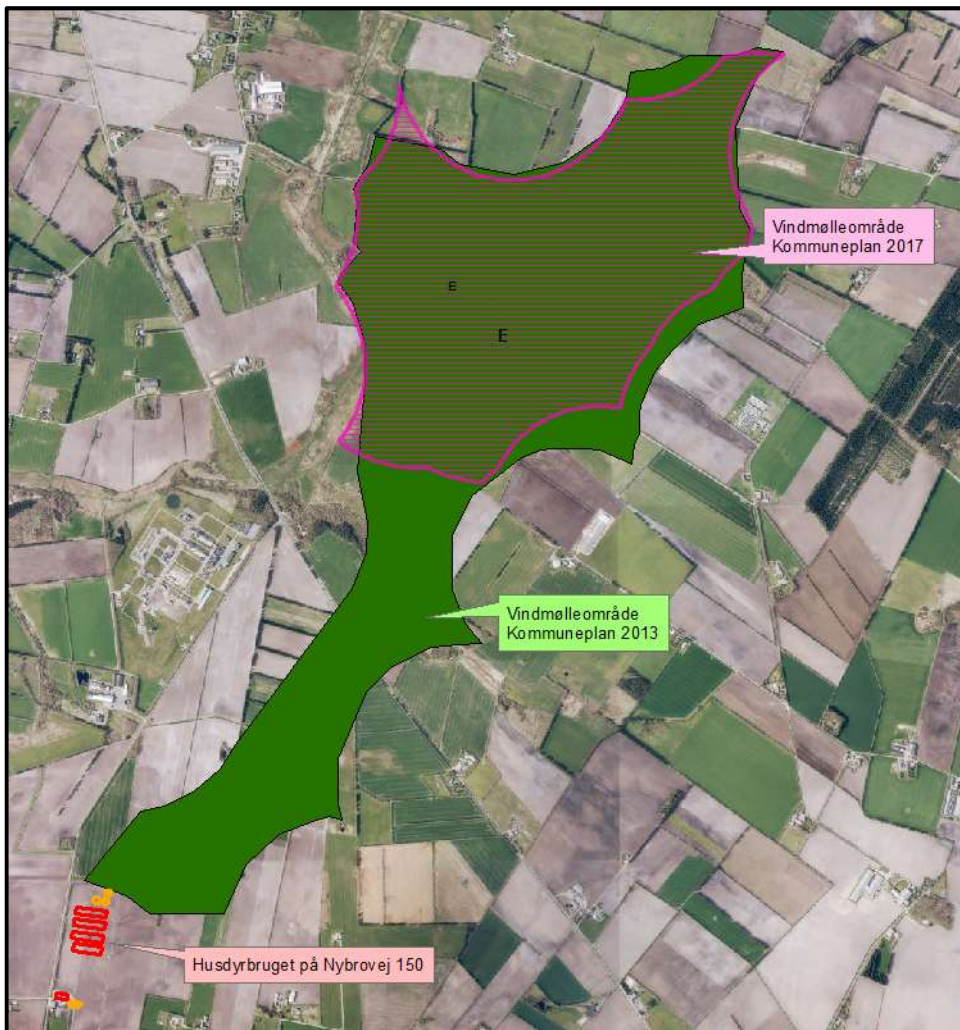 Vindmølleområde
Kommuneplan 2017
E
E
Vindmølleområde
Kommuneplan 2013
Husdyrbruget på Nybrovej 150